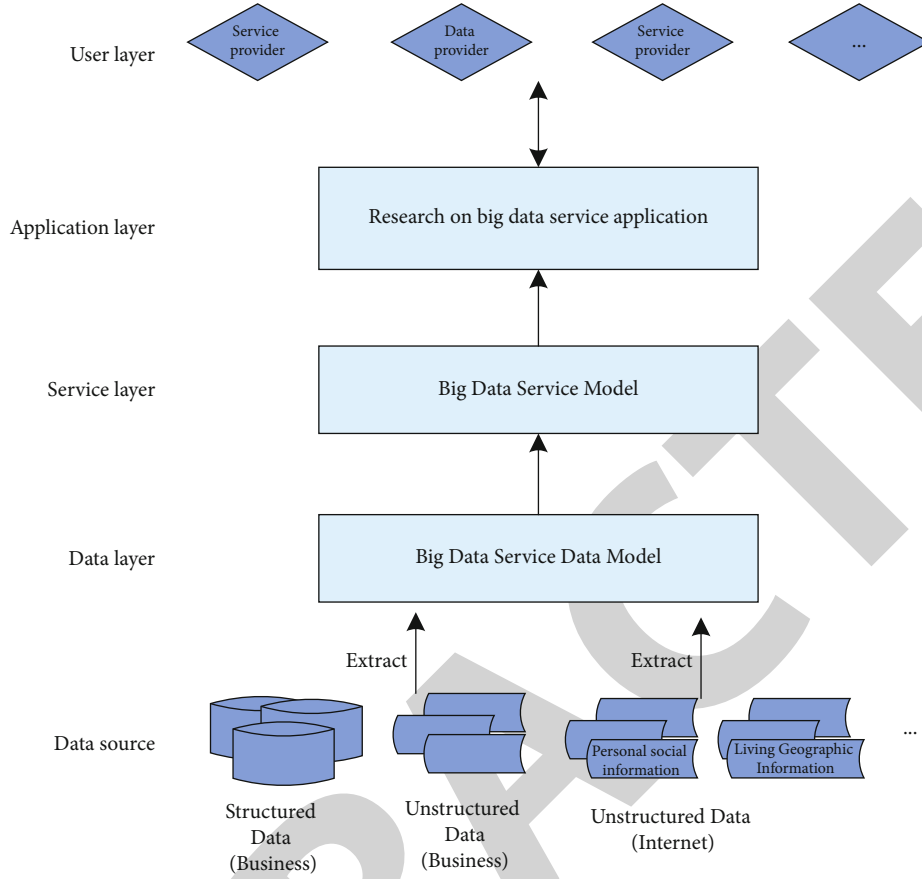 Service
provider
Data
provider
Service
provider
...
User layer
Research on big data service application
Application layer
Big Data Service Model
Service layer
Big Data Service Data Model
Data layer
Extract
Extract
Data source
Personal social
information
Living Geographic
Information
...
Structured
Data
(Business)
Unstructured
Data
(Business)
Unstructured Data
(Internet)